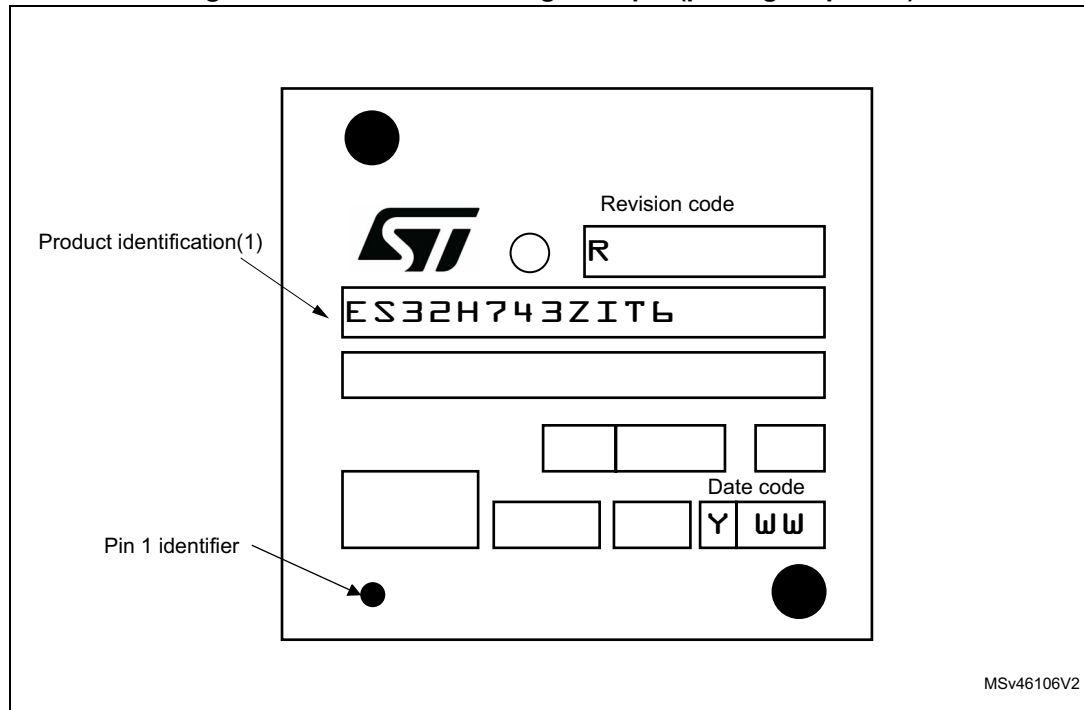 Revision code
Product identification(1)
R
ES32H743ZIT6
Date code
Y WW
Pin 1 identifier
MSv46106V2